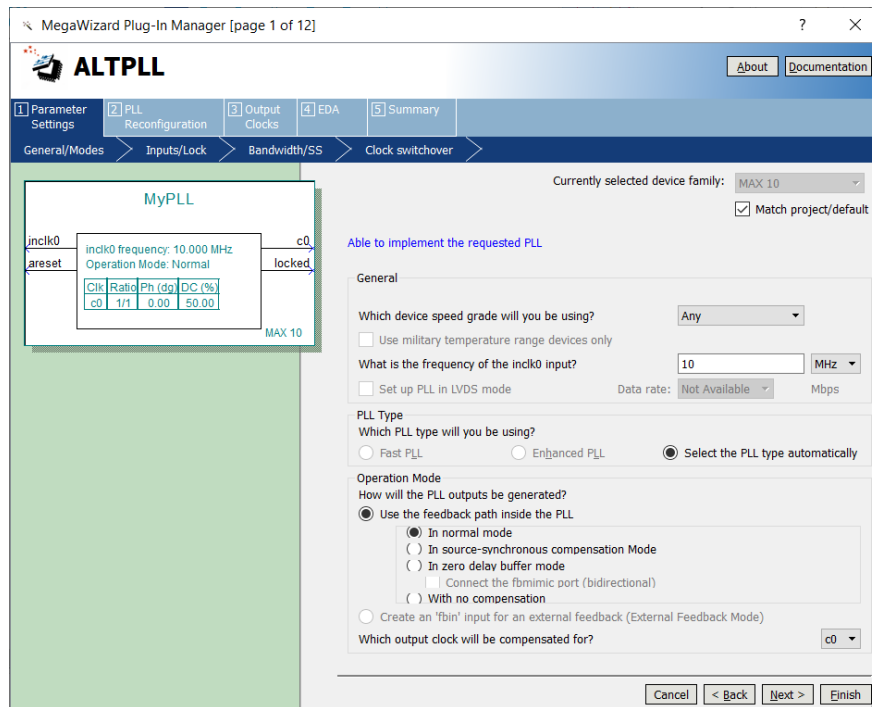 MegaWizard Plug-In Manager [page 1 of 12] ? ×
ALTPLL
About Documentation
1 Parameter Settings 2 PLL Reconfiguration 3 Output Clocks 4 EDA 5 Summary
General/Modes Inputs/Lock Bandwidth/SS Clock switchover
MyPLL
inclk0 c0
areset locked
inclk0 frequency: 10.000 MHz
Operation Mode: Normal
Clk Ratio Ph (dg) DC (%)
c0 1/1 0.00 50.00
MAX 10
Currently selected device family: MAX 10
Match project/default
Able to implement the requested PLL
General
Which device speed grade will you be using? Any
Use military temperature range devices only
What is the frequency of the inclk0 input? 10 MHz
Set up PLL in LVDS mode Data rate: Not Available Mbps
PLL Type
Which PLL type will you be using?
Fast PLL Enhanced PLL Select the PLL type automatically
Operation Mode
How will the PLL outputs be generated?
Use the feedback path inside the PLL
In normal mode
In source-synchronous compensation Mode
In zero delay buffer mode
Connect the fbmimic port (bidirectional)
With no compensation
Create an 'fbin' input for an external feedback (External Feedback Mode)
Which output clock will be compensated for? c0
Cancel < Back Next > Finish